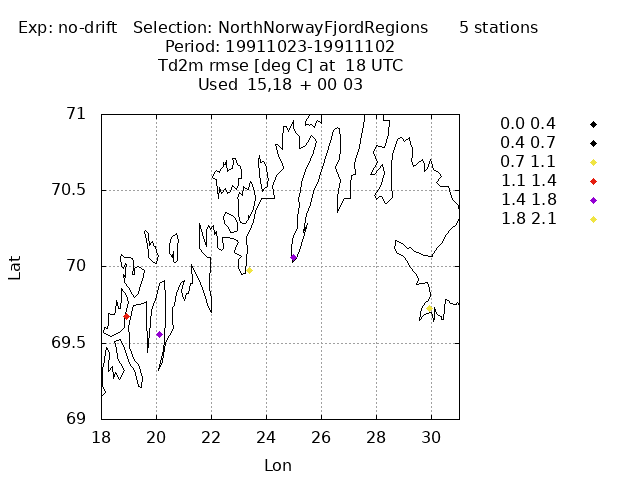 Exp: no-drift Selection: NorthNorwayFjordRegions 5 stations
Period: 19911023-19911102
Td2m rmse [deg C] at 18 UTC
Used 15,18 + 00 03
71
70.5
70
69.5
69
Lat
18 20 22 24 26 28 30
Lon
0.0 0.4
0.4 0.7
0.7 1.1
1.1 1.4
1.4 1.8
1.8 2.1